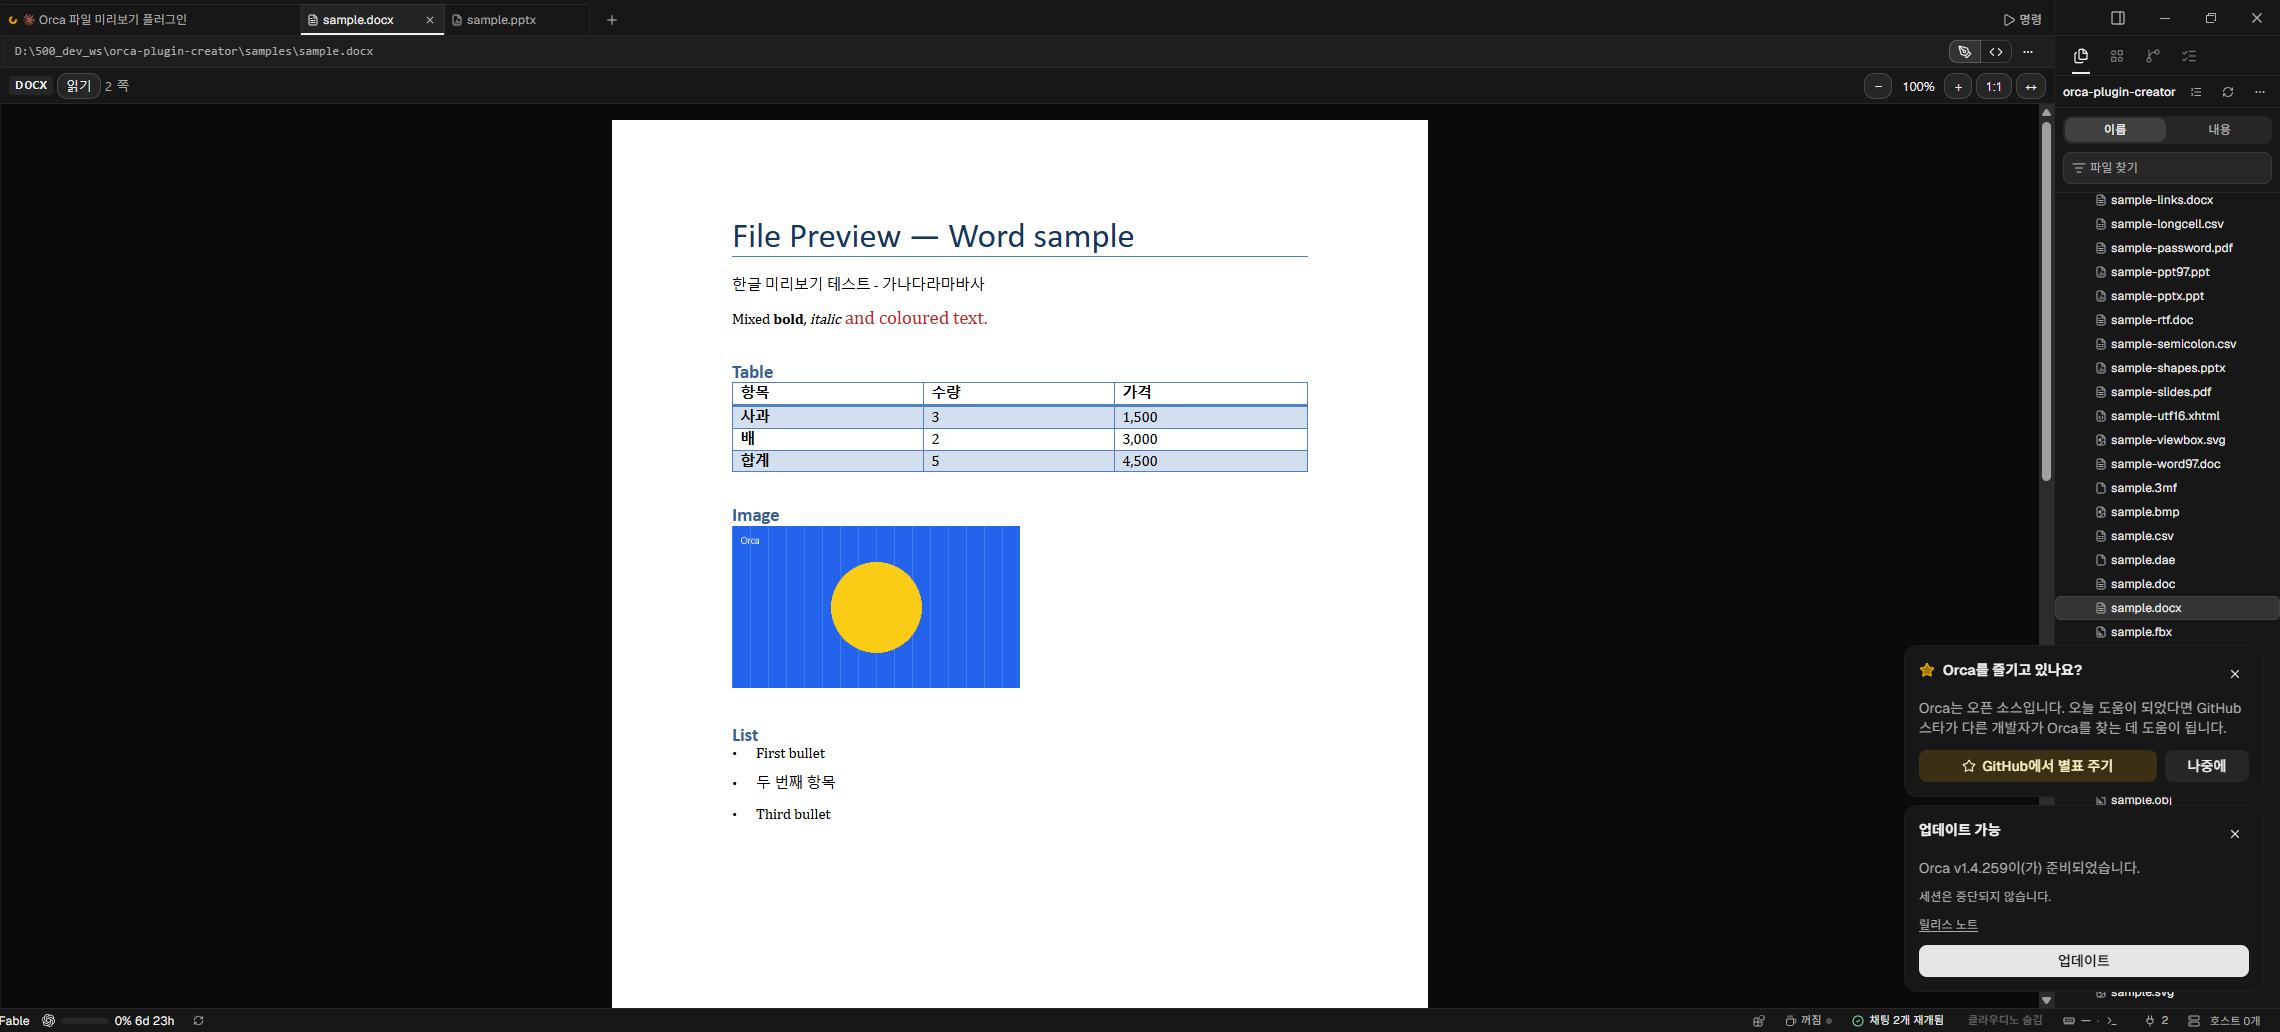 Orca 파일 미리보기 플러그인
sample.docx
sample.pptx
명령
D:\500_dev_ws\orca-plugin-creator\samples\sample.docx
DOCX 읽기 2 쪽
− 100% + 1:1 ↔
File Preview — Word sample
한글 미리보기 테스트 - 가나다라마바사
Mixed bold, italic and coloured text.
Table
항목 수량 가격
사과 3 1,500
배 2 3,000
합계 5 4,500
Image
Orca
List
• First bullet
• 두 번째 항목
• Third bullet
orca-plugin-creator
이름 내용
파일 찾기
sample-links.docx
sample-longcell.csv
sample-password.pdf
sample-ppt97.ppt
sample-pptx.ppt
sample-rtf.doc
sample-semicolon.csv
sample-shapes.pptx
sample-slides.pdf
sample-utf16.xhtml
sample-viewbox.svg
sample-word97.doc
sample.3mf
sample.bmp
sample.csv
sample.dae
sample.doc
sample.docx
sample.fbx
Orca를 즐기고 있나요?
Orca는 오픈 소스입니다. 오늘 도움이 되었다면 GitHub
스타가 다른 개발자가 Orca를 찾는 데 도움이 됩니다.
GitHub에서 별표 주기 나중에
sample.obj
업데이트 가능
Orca v1.4.259이(가) 준비되었습니다.
세션은 중단되지 않습니다.
릴리스 노트
업데이트
sample.svg
Fable 0% 6d 23h
꺼짐 채팅 2개 재개됨 클라우디노 숨김 2 호스트 0개